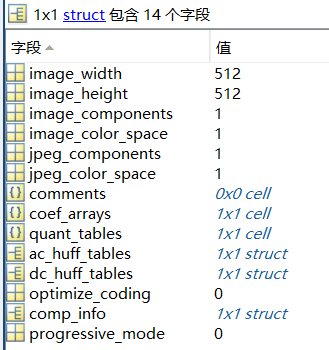 1x1 struct 包含 14 个字段
字段 值
image_width 512
image_height 512
image_components 1
image_color_space 1
jpeg_components 1
jpeg_color_space 1
comments 0x0 cell
coef_arrays 1x1 cell
quant_tables 1x1 cell
ac_huff_tables 1x1 struct
dc_huff_tables 1x1 struct
optimize_coding 0
comp_info 1x1 struct
progressive_mode 0